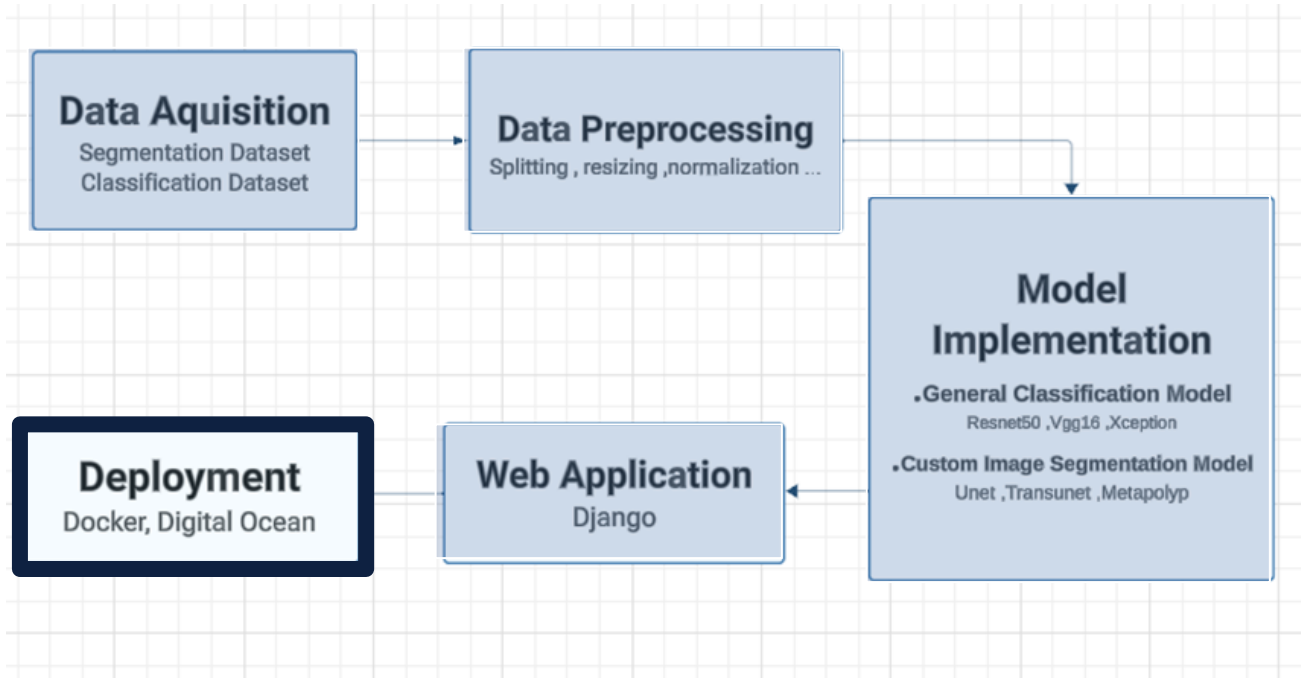 Data Aquisition
Segmentation Dataset
Classification Dataset
Data Preprocessing
Splitting , resizing ,normalization ...
Model
Implementation
.General Classification Model
Resnet50 ,Vgg16 ,Xception
.Custom Image Segmentation Model
Unet ,Transunet ,Metapolyp
Web Application
Django
Deployment
Docker, Digital Ocean